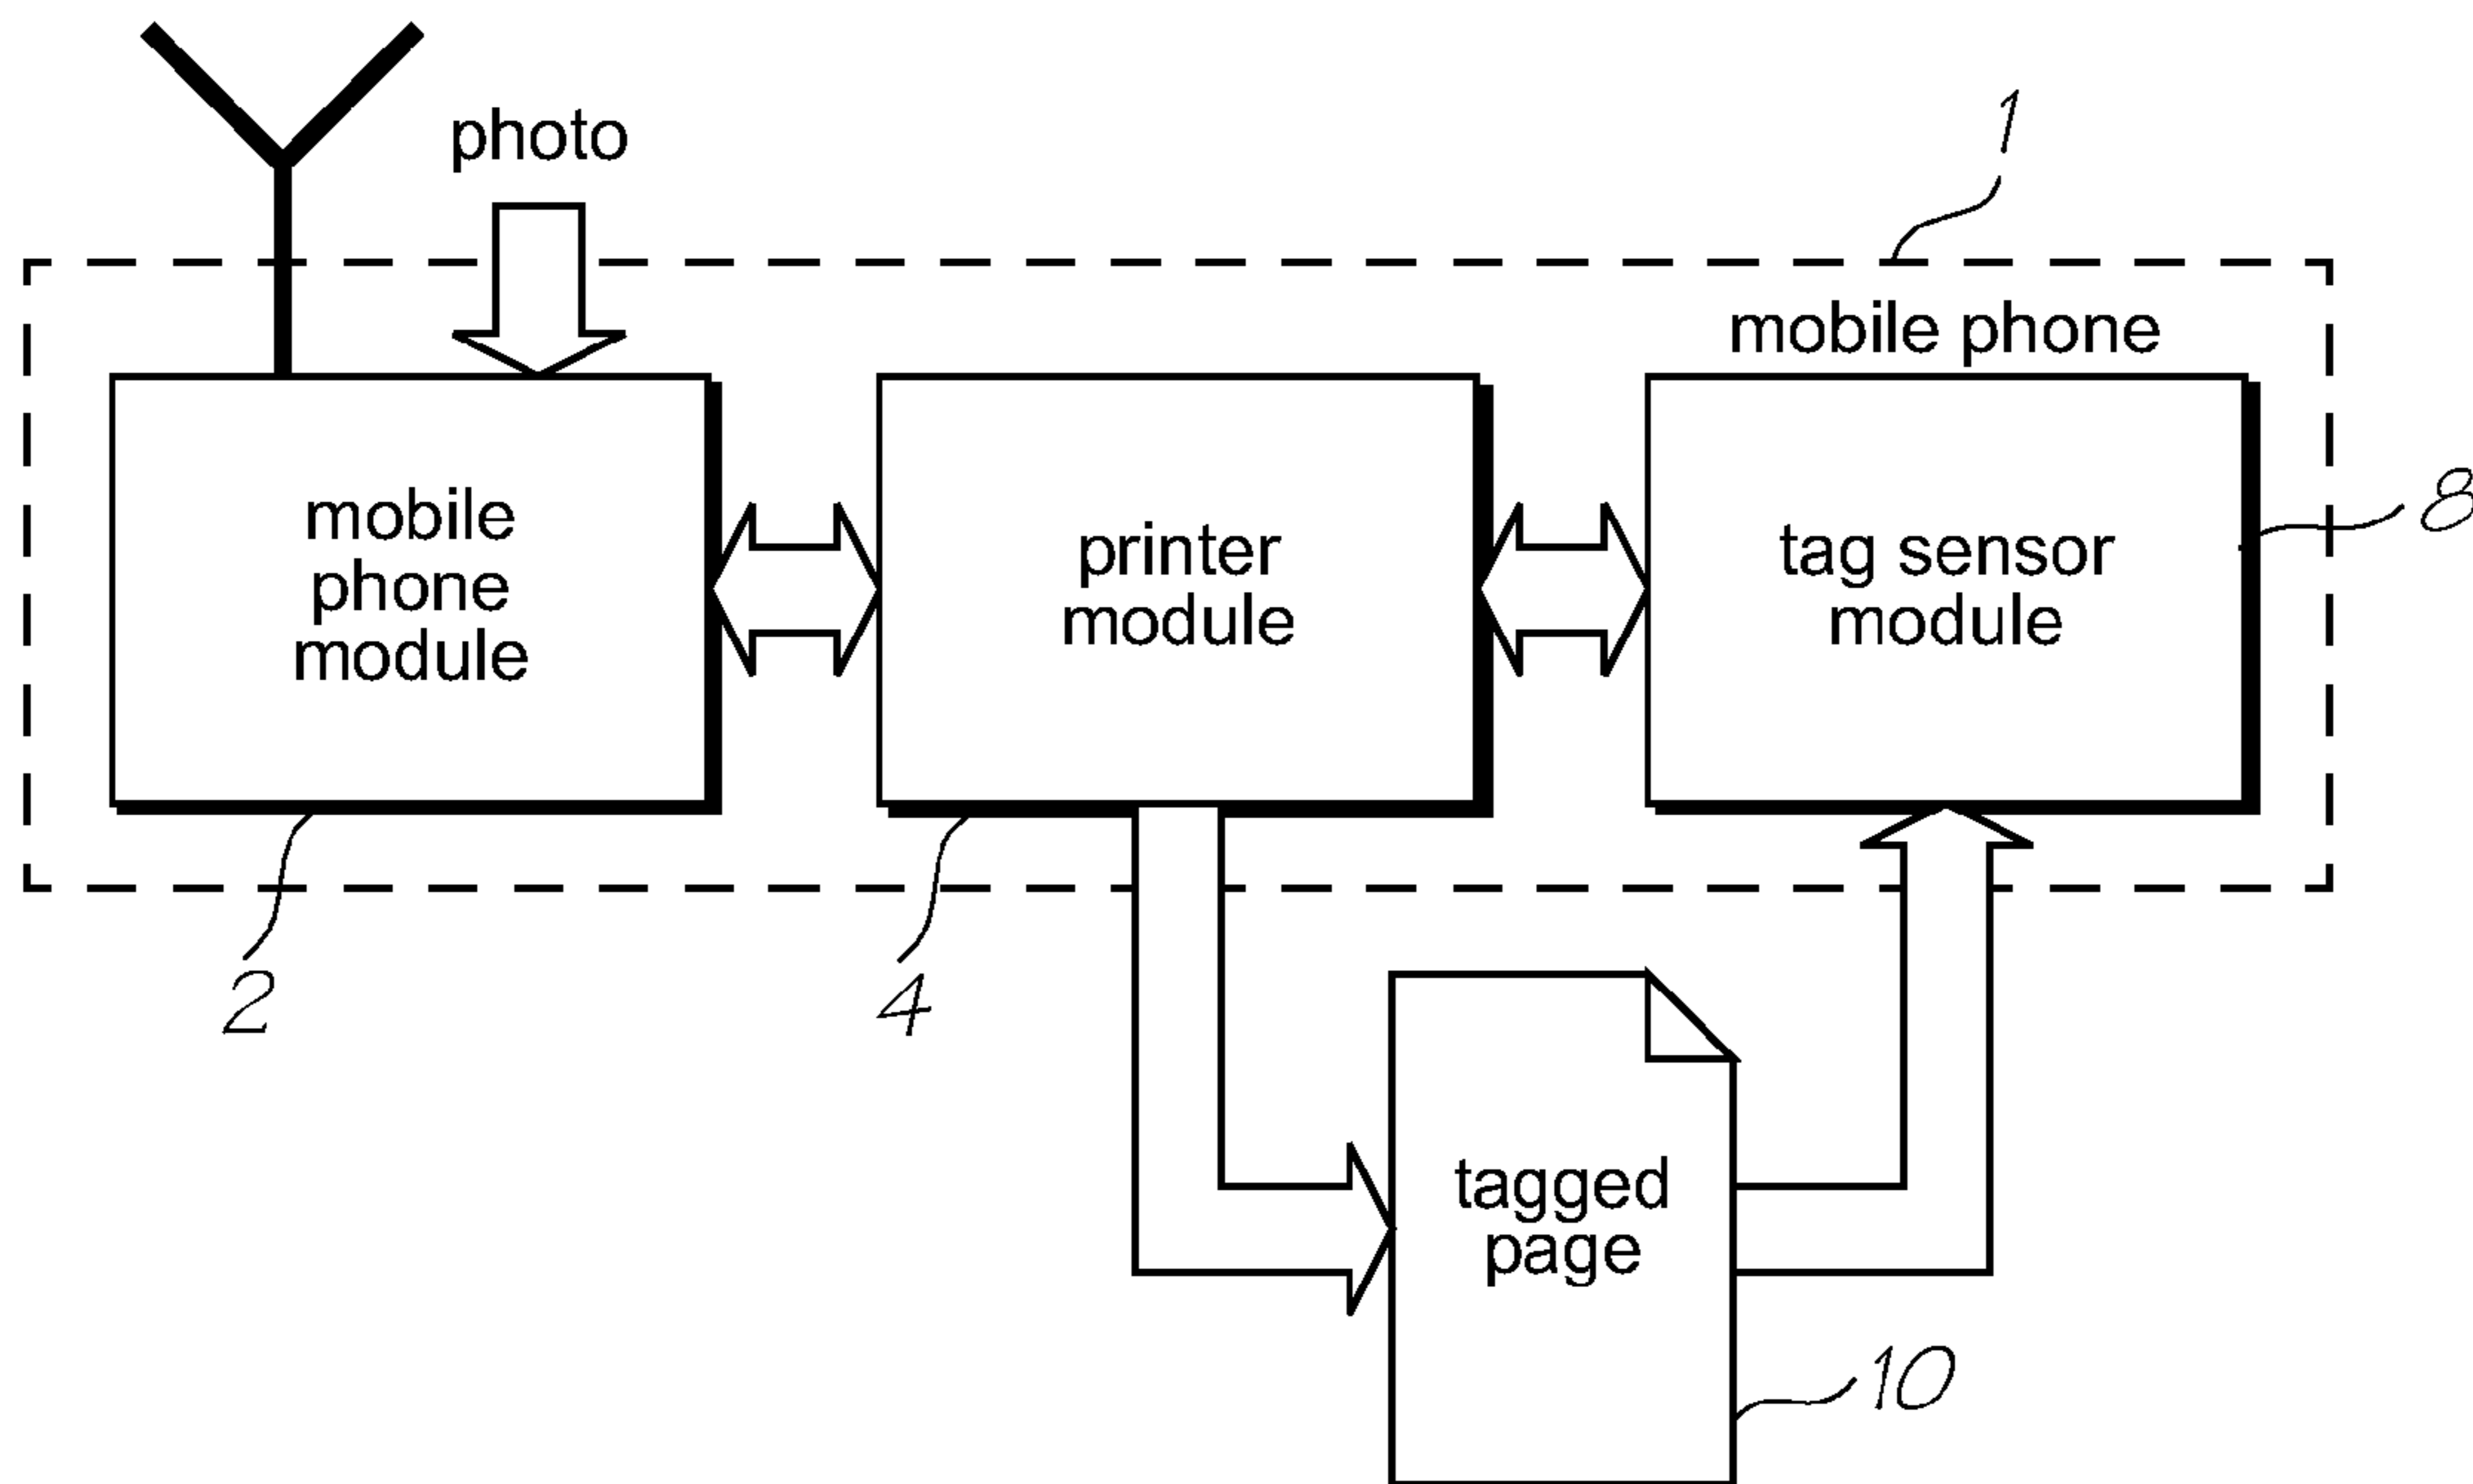 photo
1
mobile phone
mobile
phone
module
printer
module
tag sensor
module
8
2
4
tagged
page
10